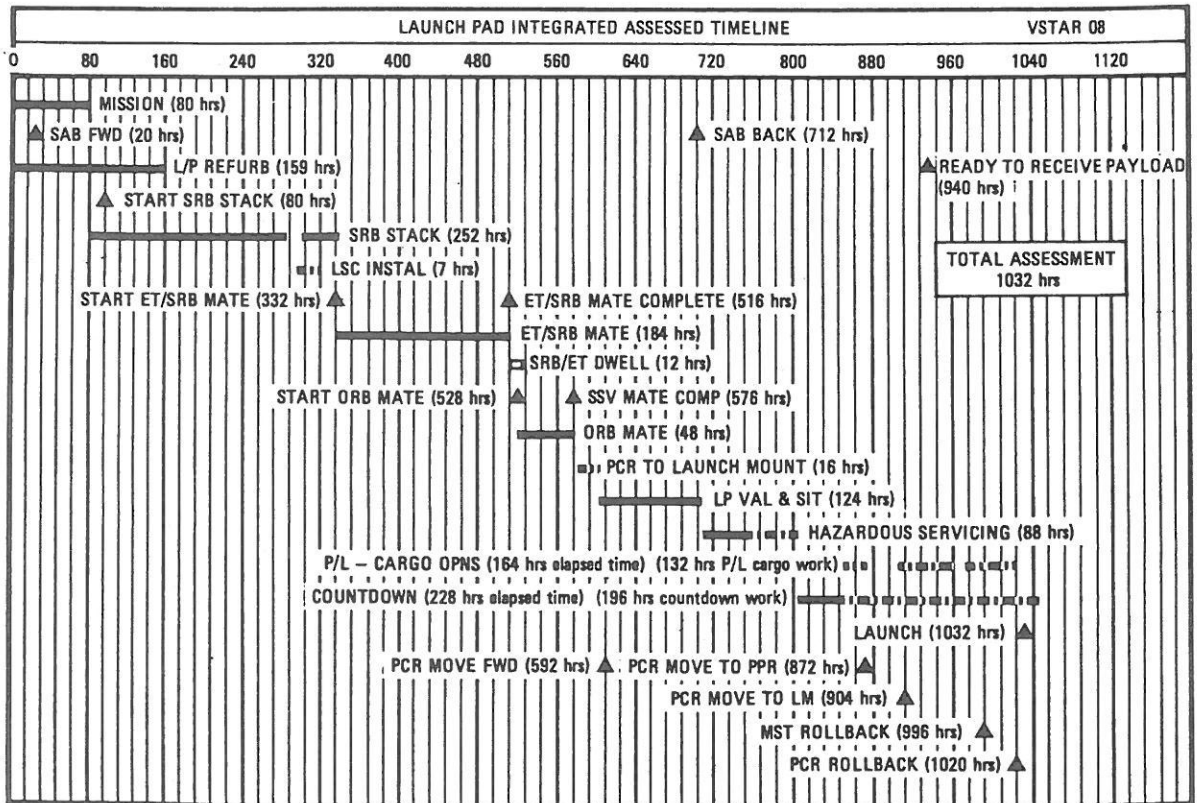 LAUNCH PAD INTEGRATED ASSESSED TIMELINE VSTAR 08
0 80 160 240 320 400 480 560 640 720 800 880 960 1040 1120
MISSION (80 hrs)
SAB FWD (20 hrs) SAB BACK (712 hrs)
L/P REFURB (159 hrs) READY TO RECEIVE PAYLOAD
(940 hrs)
START SRB STACK (80 hrs)
SRB STACK (252 hrs)
TOTAL ASSESSMENT
1032 hrs
LSC INSTAL (7 hrs)
START ET/SRB MATE (332 hrs) ET/SRB MATE COMPLETE (516 hrs)
ET/SRB MATE (184 hrs)
SRB/ET DWELL (12 hrs)
START ORB MATE (528 hrs) SSV MATE COMP (576 hrs)
ORB MATE (48 hrs)
PCR TO LAUNCH MOUNT (16 hrs)
LP VAL & SIT (124 hrs)
HAZARDOUS SERVICING (88 hrs)
P/L – CARGO OPNS (164 hrs elapsed time) (132 hrs P/L cargo work)
COUNTDOWN (228 hrs elapsed time) (196 hrs countdown work)
LAUNCH (1032 hrs)
PCR MOVE FWD (592 hrs) PCR MOVE TO PPR (872 hrs)
PCR MOVE TO LM (904 hrs)
MST ROLLBACK (996 hrs)
PCR ROLLBACK (1020 hrs)